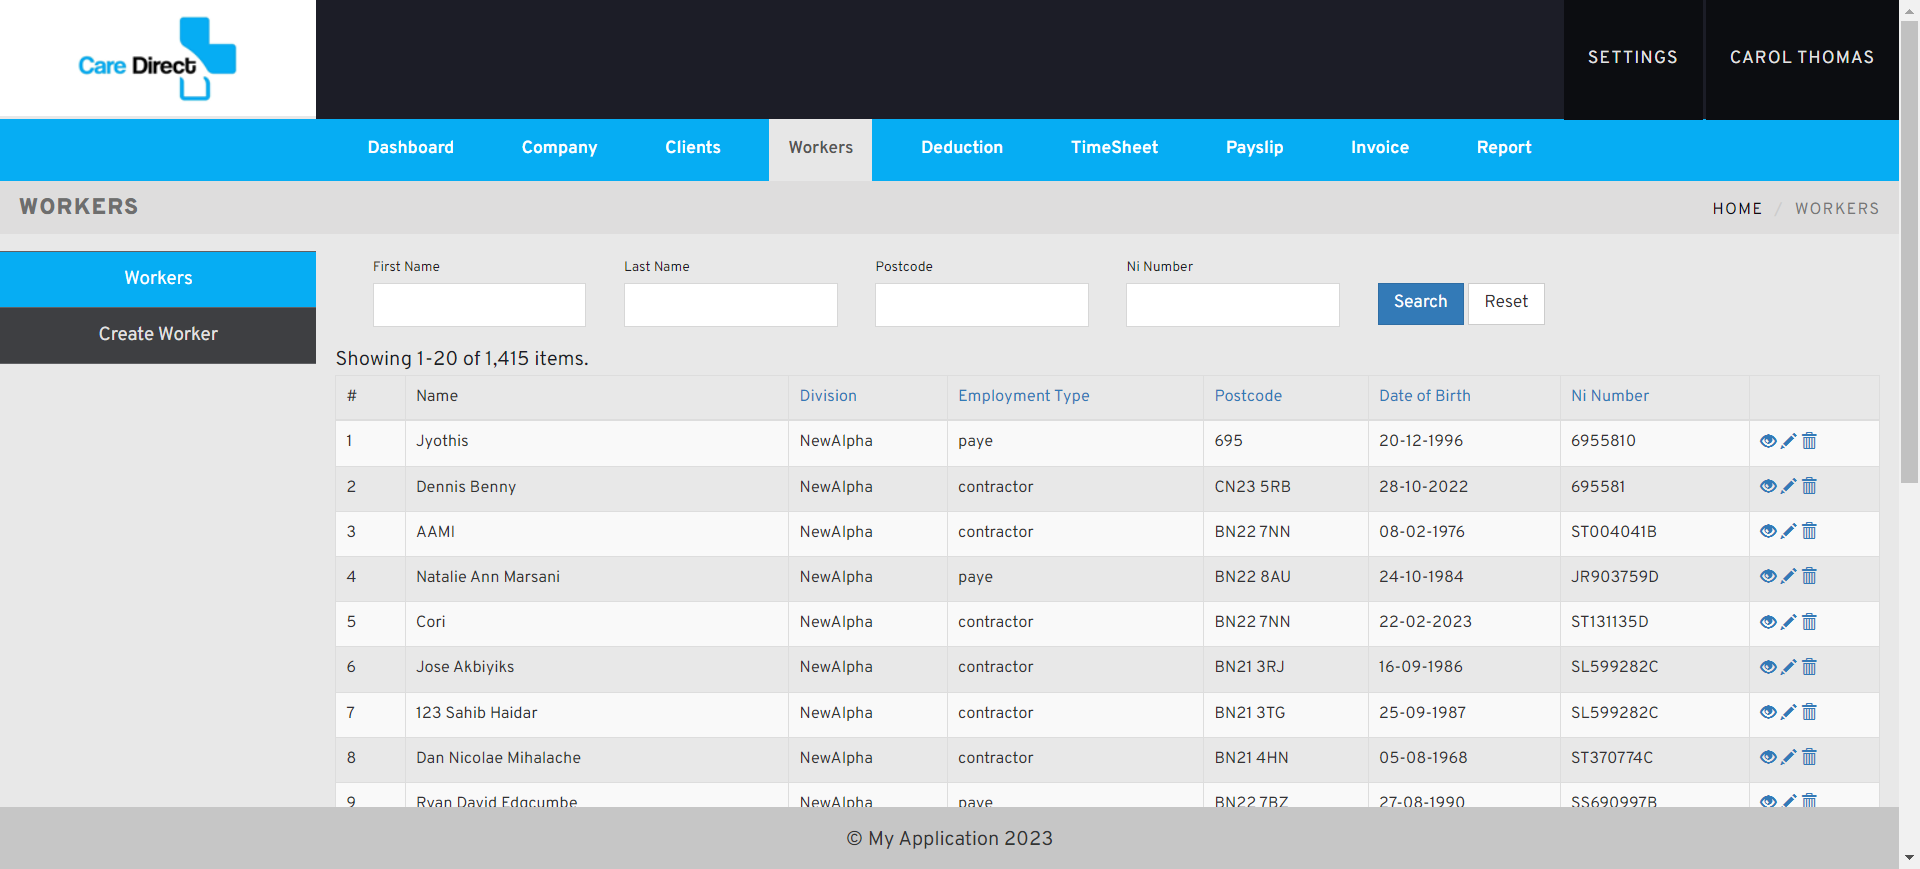 Care Direct
SETTINGS
CAROL THOMAS
Dashboard Company Clients Workers Deduction TimeSheet Payslip Invoice Report
WORKERS
HOME / WORKERS
Workers
Create Worker
First Name Last Name Postcode Ni Number
Search Reset
Showing 1-20 of 1,415 items.
# Name Division Employment Type Postcode Date of Birth Ni Number
1 Jyothis NewAlpha paye 695 20-12-1996 6955810
2 Dennis Benny NewAlpha contractor CN23 5RB 28-10-2022 695581
3 AAMI NewAlpha contractor BN22 7NN 08-02-1976 ST004041B
4 Natalie Ann Marsani NewAlpha paye BN22 8AU 24-10-1984 JR903759D
5 Cori NewAlpha contractor BN22 7NN 22-02-2023 ST131135D
6 Jose Akbiyiks NewAlpha contractor BN21 3RJ 16-09-1986 SL599282C
7 123 Sahib Haidar NewAlpha contractor BN21 3TG 25-09-1987 SL599282C
8 Dan Nicolae Mihalache NewAlpha contractor BN21 4HN 05-08-1968 ST370774C
9 Ryan David Edgcumbe NewAlpha paye BN22 7BZ 27-08-1990 SS690997B
© My Application 2023